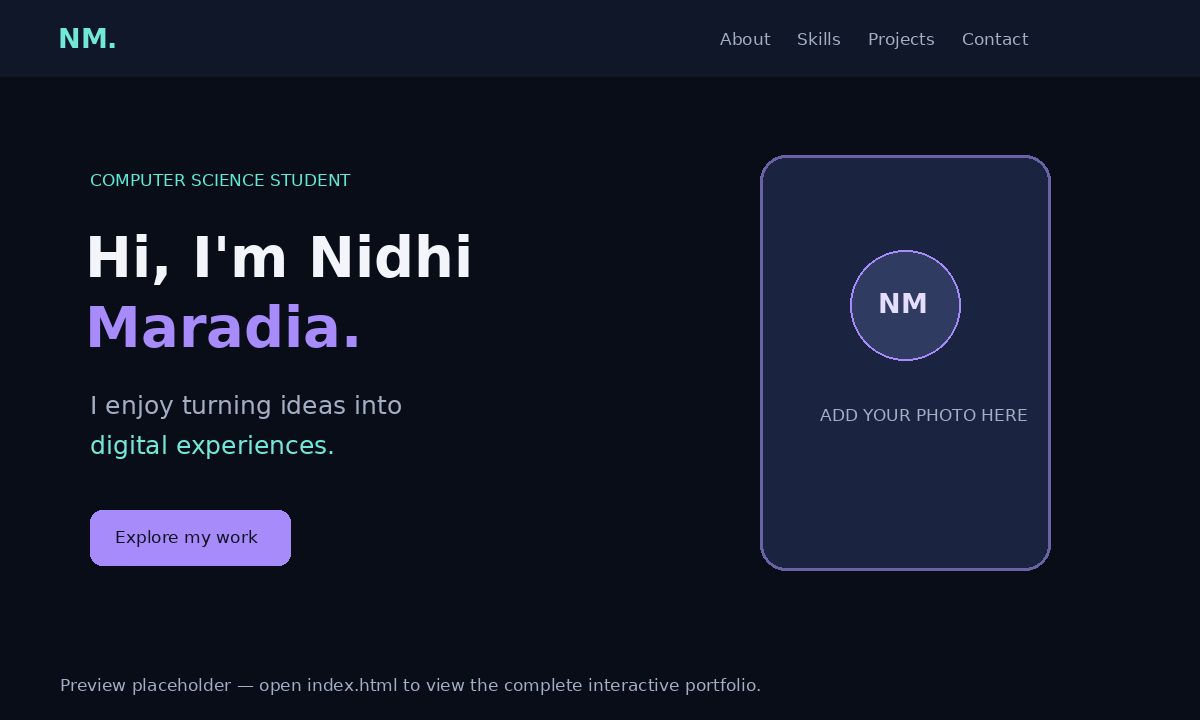 NM.
About Skills Projects Contact
COMPUTER SCIENCE STUDENT
Hi, I'm Nidhi
Maradia.
I enjoy turning ideas into
digital experiences.
Explore my work
NM
ADD YOUR PHOTO HERE
Preview placeholder — open index.html to view the complete interactive portfolio.